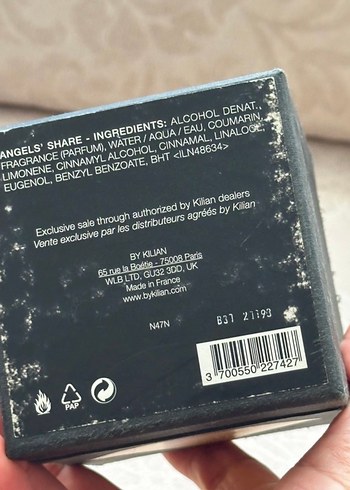 ANGELS' SHARE - INGREDIENTS: ALCOHOL DENAT.,
FRAGRANCE (PARFUM), WATER / AQUA / EAU, COUMARIN,
LIMONENE, CINNAMYL ALCOHOL, CINNAMAL, LINALOOL,
EUGENOL, BENZYL BENZOATE, BHT <ILN48634>
Exclusive sale through authorized by Kilian dealers
Vente exclusive par les distributeurs agréés by Kilian
BY KILIAN
65 rue la Boétie - 75008 Paris
WLB LTD, GU32 3DD, UK
Made in France
www.bykilian.com
N47N
B37 21193
PAP
3 700550 227427